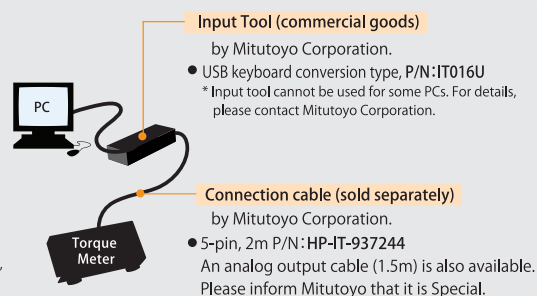 Input Tool (commercial goods)
by Mitutoyo Corporation.
● USB keyboard conversion type, P/N:IT016U
* Input tool cannot be used for some PCs. For details,
please contact Mitutoyo Corporation.
PC
Connection cable (sold separately)
by Mitutoyo Corporation.
● 5-pin, 2m P/N:HP-IT-937244
An analog output cable (1.5m) is also available.
Please inform Mitutoyo that it is Special.
Torque
Meter
,